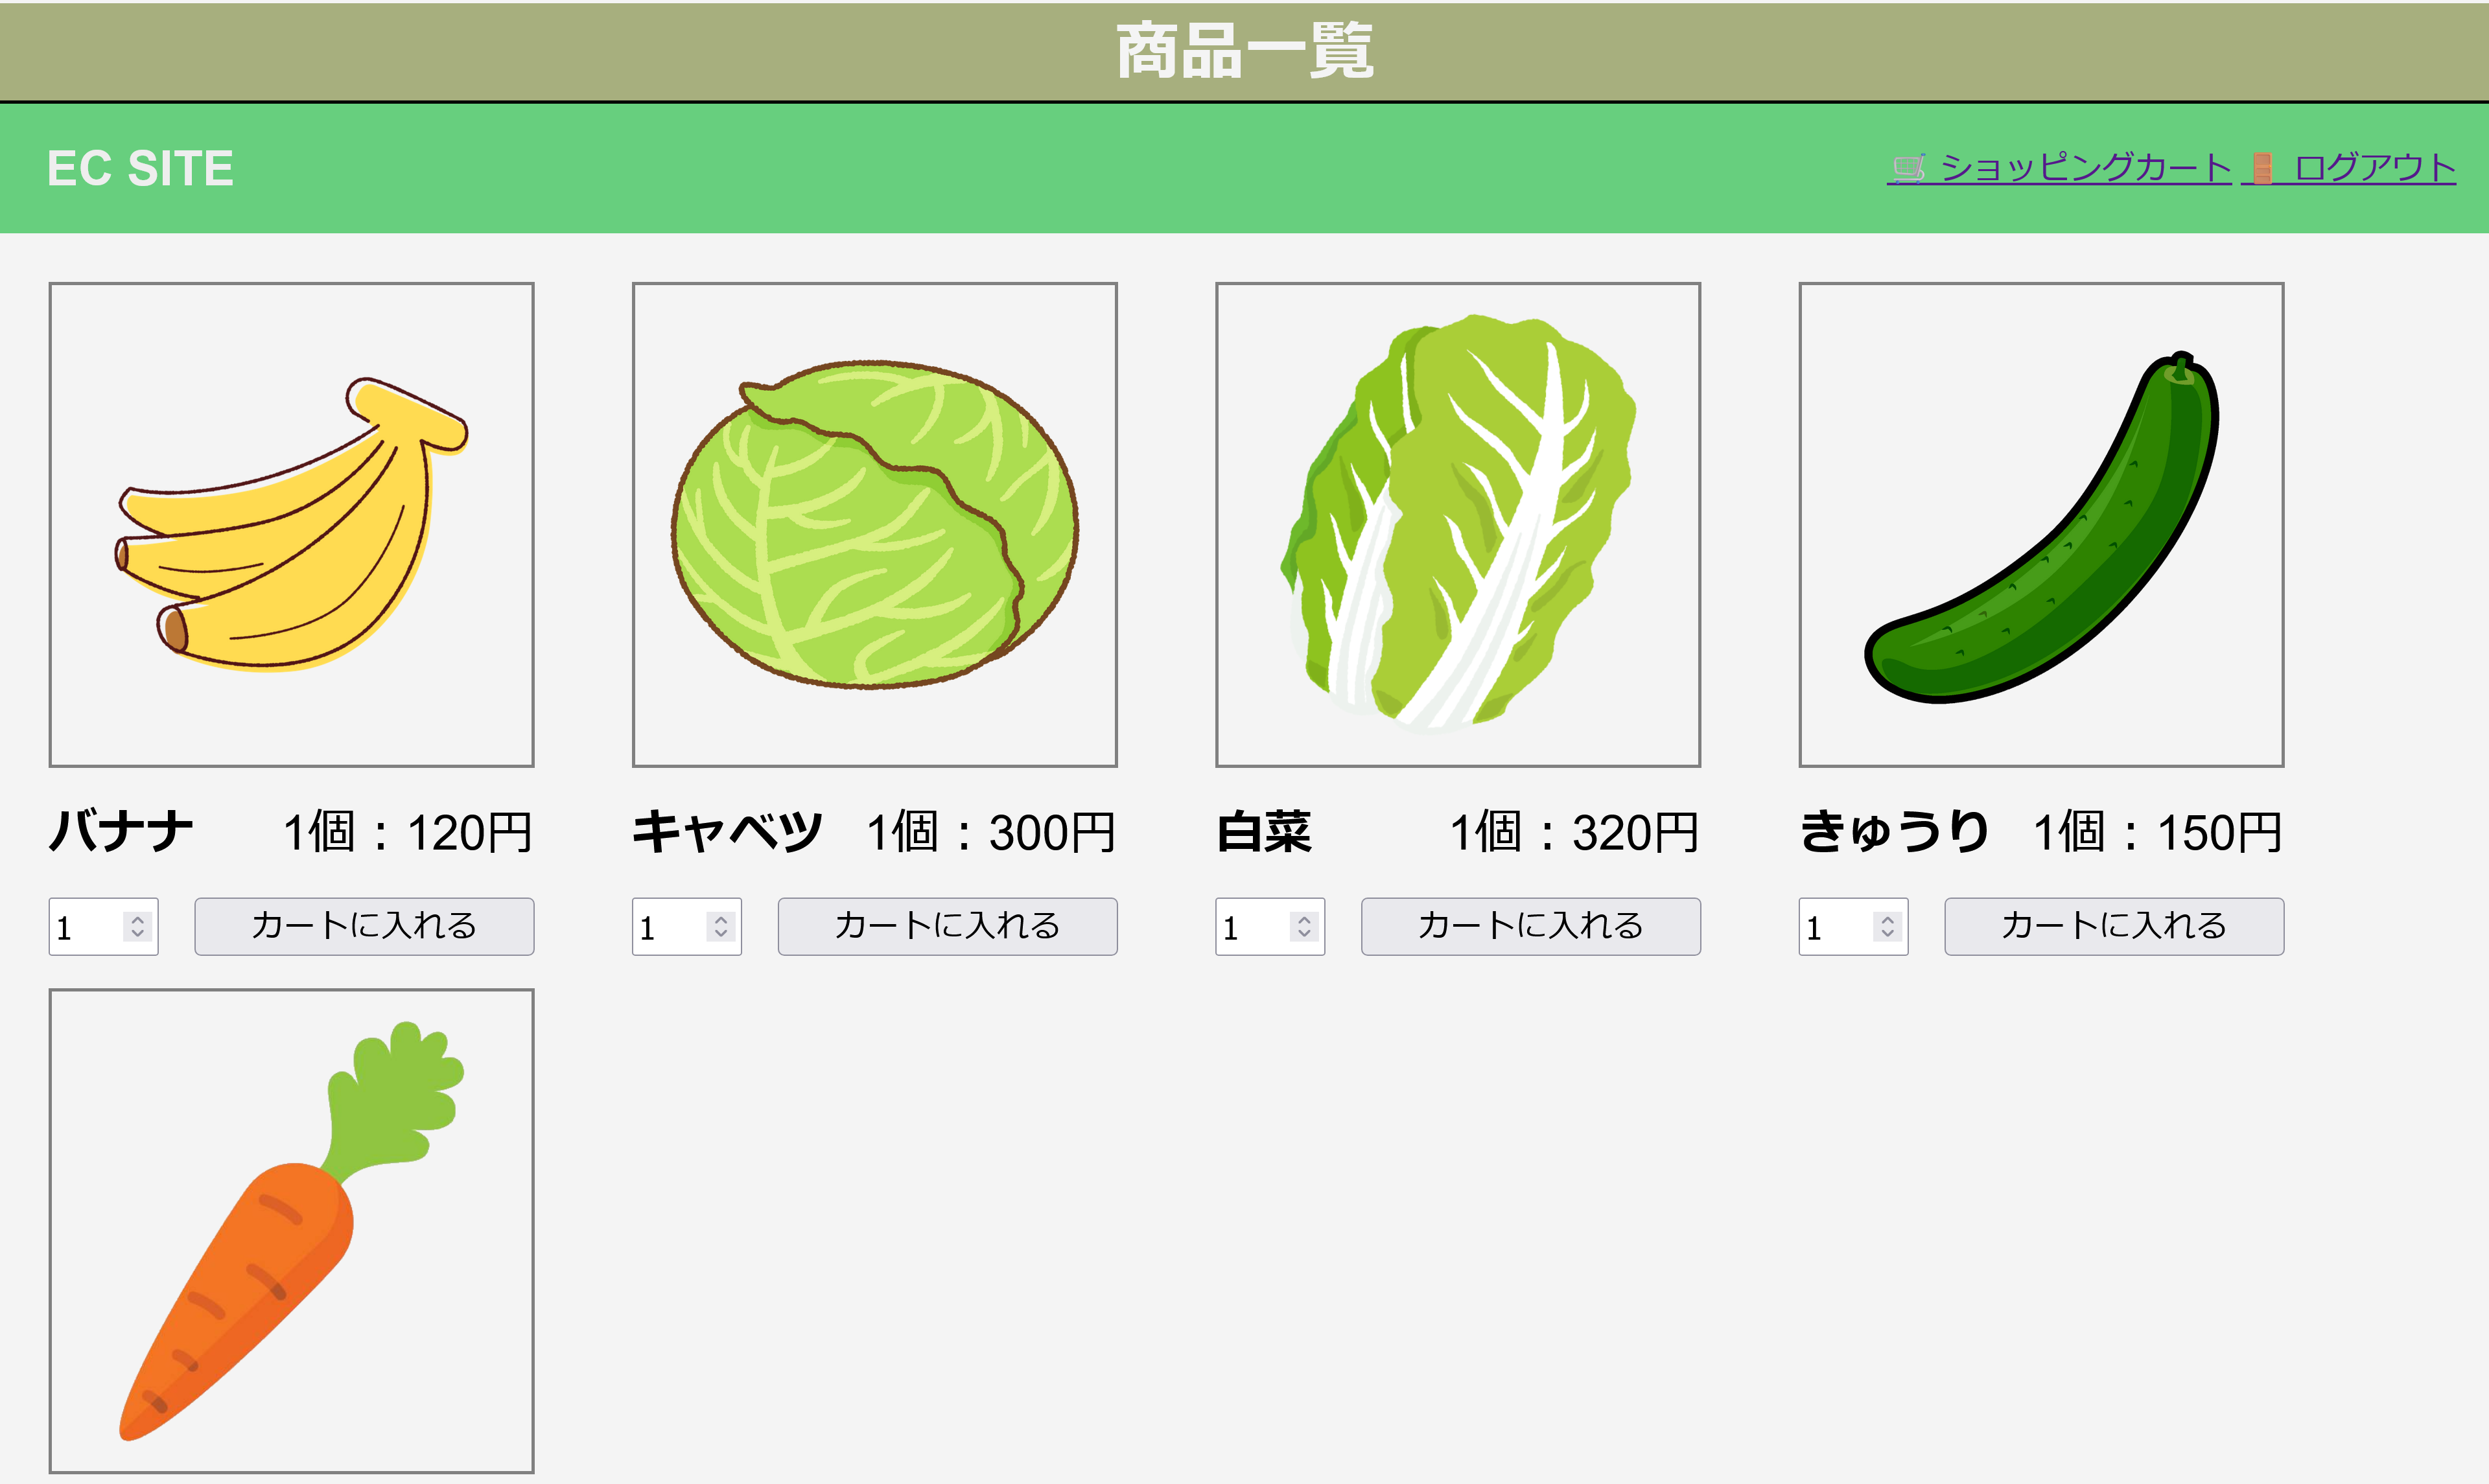 商品一覧
EC SITE
🛒 ショッピングカート 🚪 ログアウト
バナナ 1個：120円
1 カートに入れる
キャベツ 1個：300円
1 カートに入れる
白菜 1個：320円
1 カートに入れる
きゅうり 1個：150円
1 カートに入れる